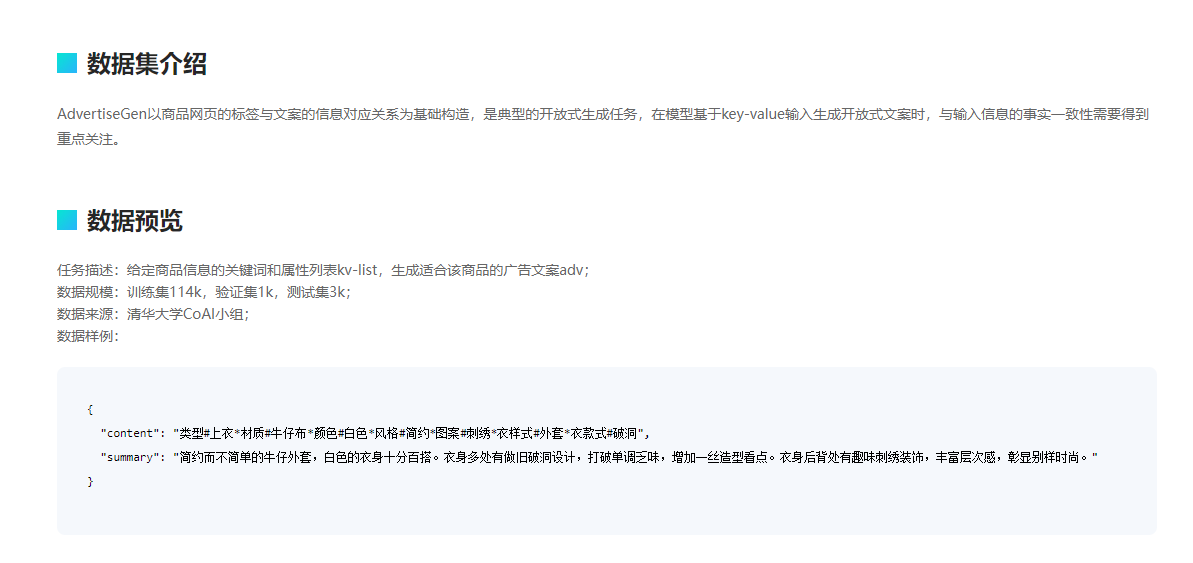 数据集介绍
AdvertiseGen以商品网页的标签与文案的信息对应关系为基础构造，是典型的开放式生成任务，在模型基于key-value输入生成开放式文案时，与输入信息的事实一致性需要得到
重点关注。
数据预览
任务描述：给定商品信息的关键词和属性列表kv-list，生成适合该商品的广告文案adv；
数据规模：训练集114k，验证集1k，测试集3k；
数据来源：清华大学CoAI小组；
数据样例：
{
"content": "类型#上衣*材质#牛仔布*颜色#白色*风格#简约*图案#刺绣*衣样式#外套*衣款式#破洞",
"summary": "简约而不简单的牛仔外套，白色的衣身十分百搭。衣身多处有做旧破洞设计，打破单调乏味，增加一丝造型看点。衣身后背处有趣味刺绣装饰，丰富层次感，彰显别样时尚。"
}